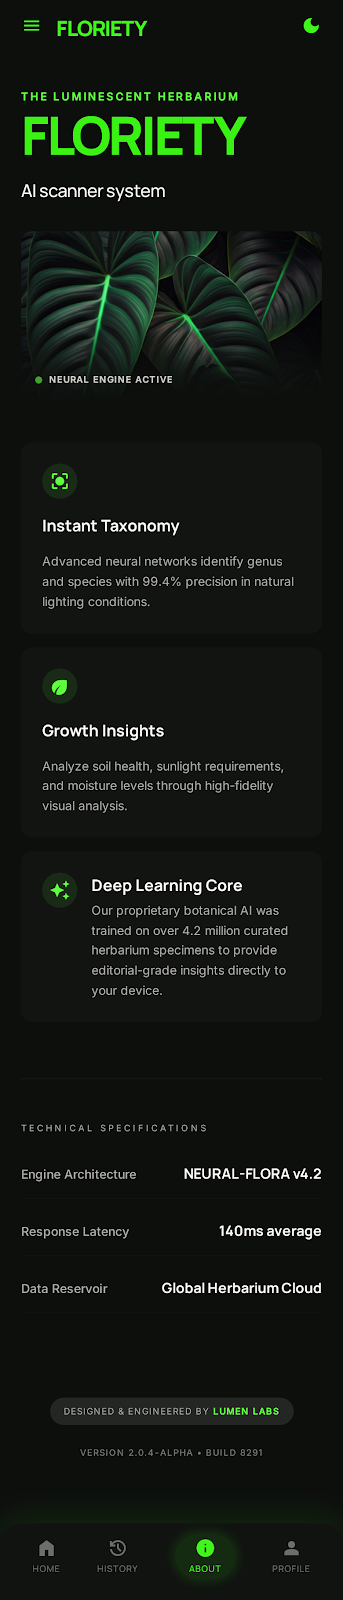 FLORIETY
THE LUMINESCENT HERBARIUM
FLORIETY
AI scanner system
NEURAL ENGINE ACTIVE
Instant Taxonomy
Advanced neural networks identify genus
and species with 99.4% precision in natural
lighting conditions.
Growth Insights
Analyze soil health, sunlight requirements,
and moisture levels through high-fidelity
visual analysis.
Deep Learning Core
Our proprietary botanical AI was
trained on over 4.2 million curated
herbarium specimens to provide
editorial-grade insights directly to
your device.
TECHNICAL SPECIFICATIONS
Engine Architecture NEURAL-FLORA v4.2
Response Latency 140ms average
Data Reservoir Global Herbarium Cloud
DESIGNED & ENGINEERED BY LUMEN LABS
VERSION 2.0.4-ALPHA • BUILD 8291
HOME HISTORY ABOUT PROFILE